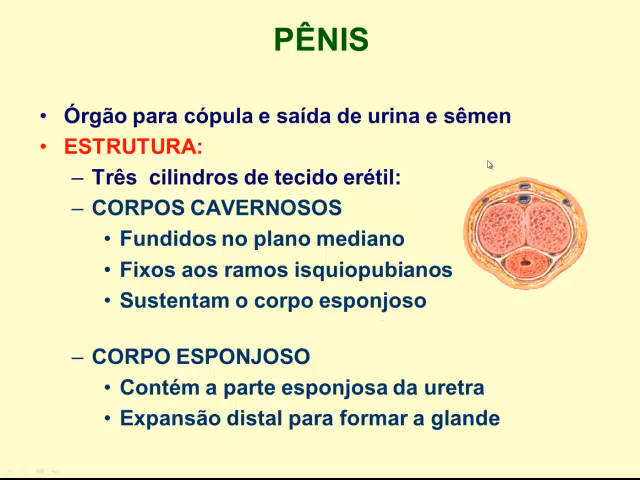 PÊNIS
• Órgão para cópula e saída de urina e sêmen
• ESTRUTURA:
– Três cilindros de tecido erétil:
– CORPOS CAVERNOSOS
• Fundidos no plano mediano
• Fixos aos ramos isquiopubianos
• Sustentam o corpo esponjoso
– CORPO ESPONJOSO
• Contém a parte esponjosa da uretra
• Expansão distal para formar a glande